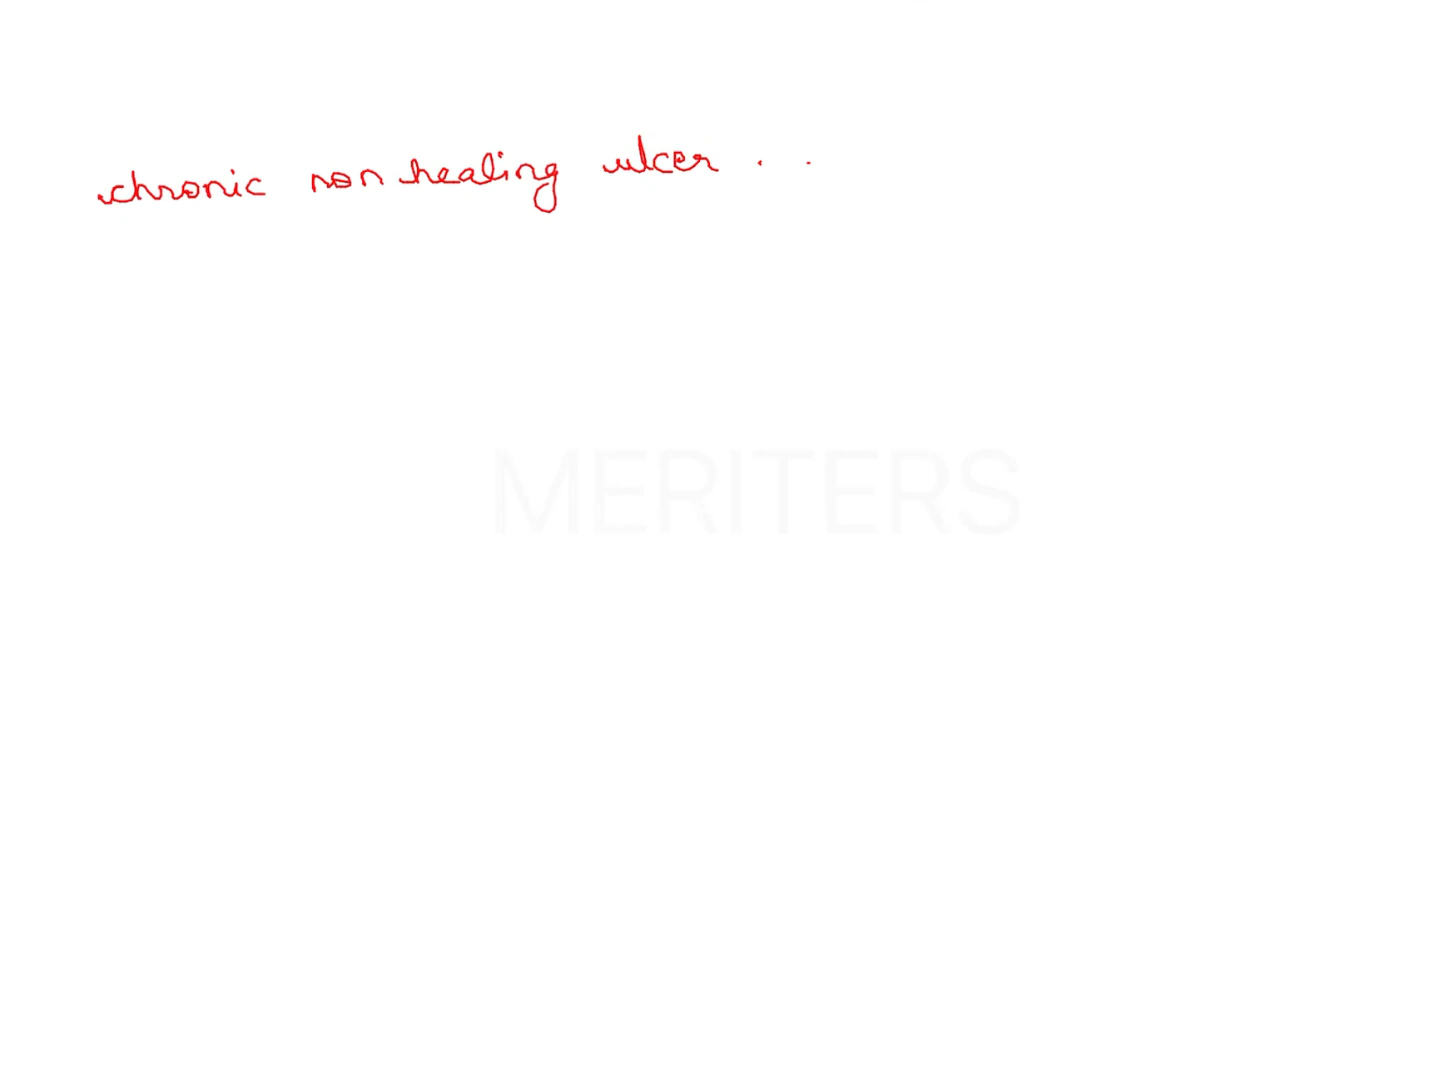 chronic non healing ulcer . .
MERITERS